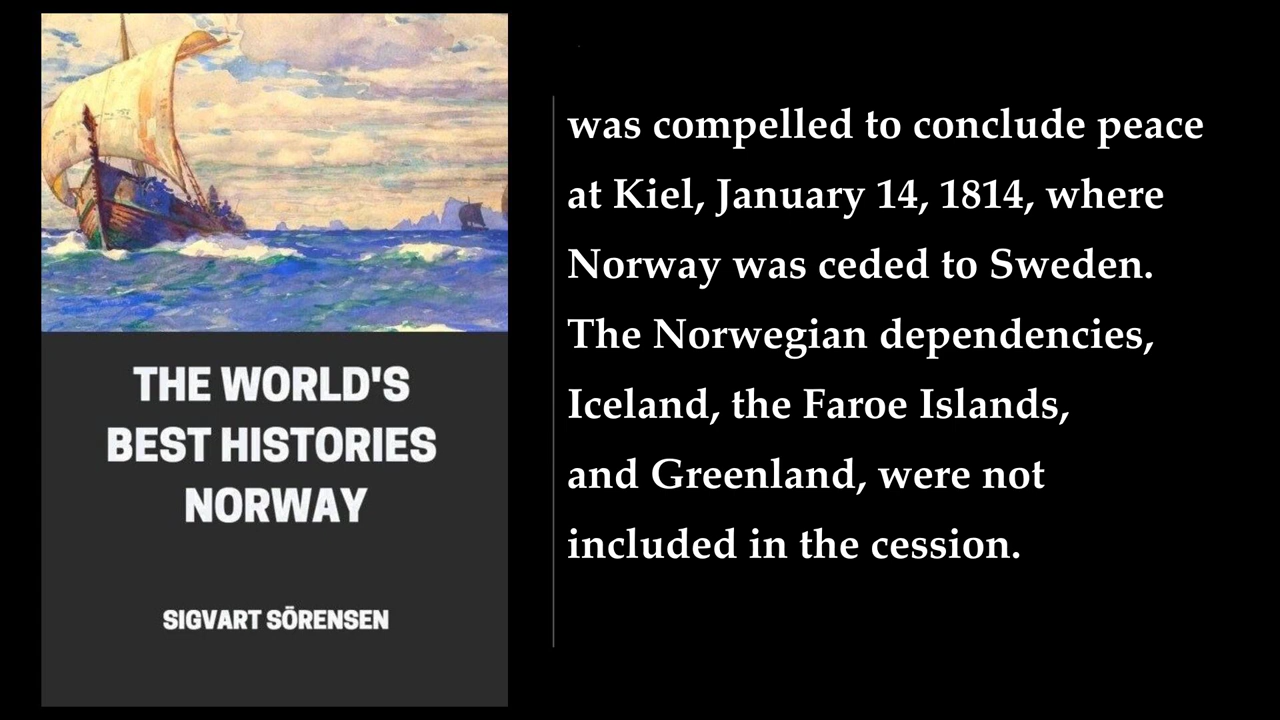 THE WORLD'S
BEST HISTORIES
NORWAY
SIGVART SÖRENSEN
was compelled to conclude peace
at Kiel, January 14, 1814, where
Norway was ceded to Sweden.
The Norwegian dependencies,
Iceland, the Faroe Islands,
and Greenland, were not
included in the cession.